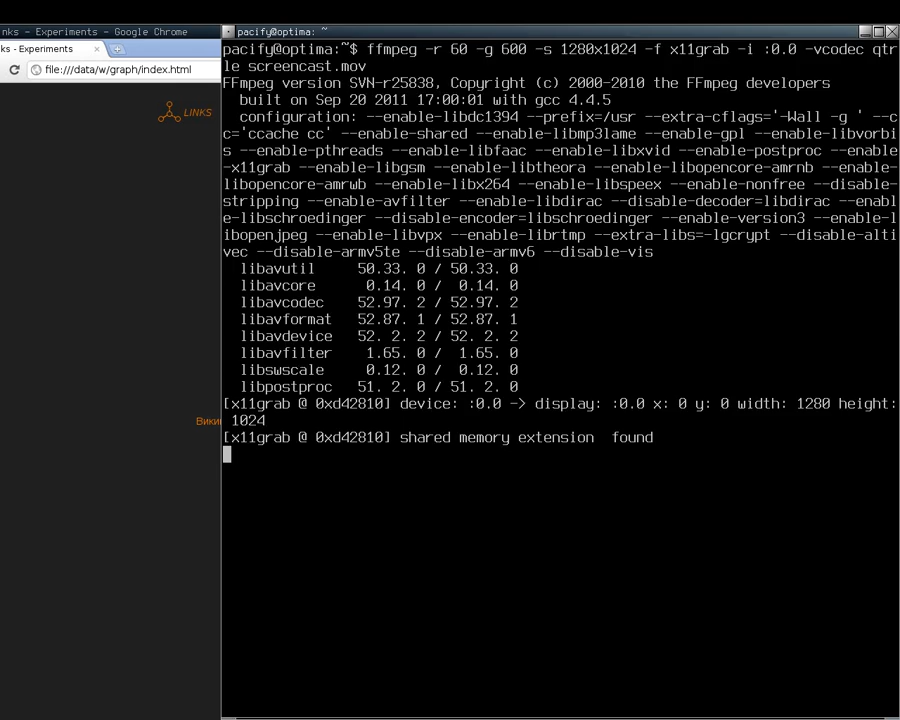 nks – Experiments – Google Chrome
ks - Experiments
file:///data/w/graph/index.html
LINKS
Вики
pacify@optima: ~
pacify@optima:~$ ffmpeg -r 60 -g 600 -s 1280x1024 -f x11grab -i :0.0 -vcodec qtr
le screencast.mov
FFmpeg version SVN-r25838, Copyright (c) 2000-2010 the FFmpeg developers
  built on Sep 20 2011 17:00:01 with gcc 4.4.5
  configuration: --enable-libdc1394 --prefix=/usr --extra-cflags='-Wall -g ' --c
c='ccache cc' --enable-shared --enable-libmp3lame --enable-gpl --enable-libvorbi
s --enable-pthreads --enable-libfaac --enable-libxvid --enable-postproc --enable
-x11grab --enable-libgsm --enable-libtheora --enable-libopencore-amrnb --enable-
libopencore-amrwb --enable-libx264 --enable-libspeex --enable-nonfree --disable-
stripping --enable-avfilter --enable-libdirac --disable-decoder=libdirac --enabl
e-libschroedinger --disable-encoder=libschroedinger --enable-version3 --enable-l
ibopenjpeg --enable-libvpx --enable-librtmp --extra-libs=-lgcrypt --disable-alti
vec --disable-armv5te --disable-armv6 --disable-vis
  libavutil     50.33. 0 / 50.33. 0
  libavcore      0.14. 0 /  0.14. 0
  libavcodec    52.97. 2 / 52.97. 2
  libavformat   52.87. 1 / 52.87. 1
  libavdevice   52. 2. 2 / 52. 2. 2
  libavfilter    1.65. 0 /  1.65. 0
  libswscale     0.12. 0 /  0.12. 0
  libpostproc   51. 2. 0 / 51. 2. 0
[x11grab @ 0xd42810] device: :0.0 -> display: :0.0 x: 0 y: 0 width: 1280 height:
 1024
[x11grab @ 0xd42810] shared memory extension  found